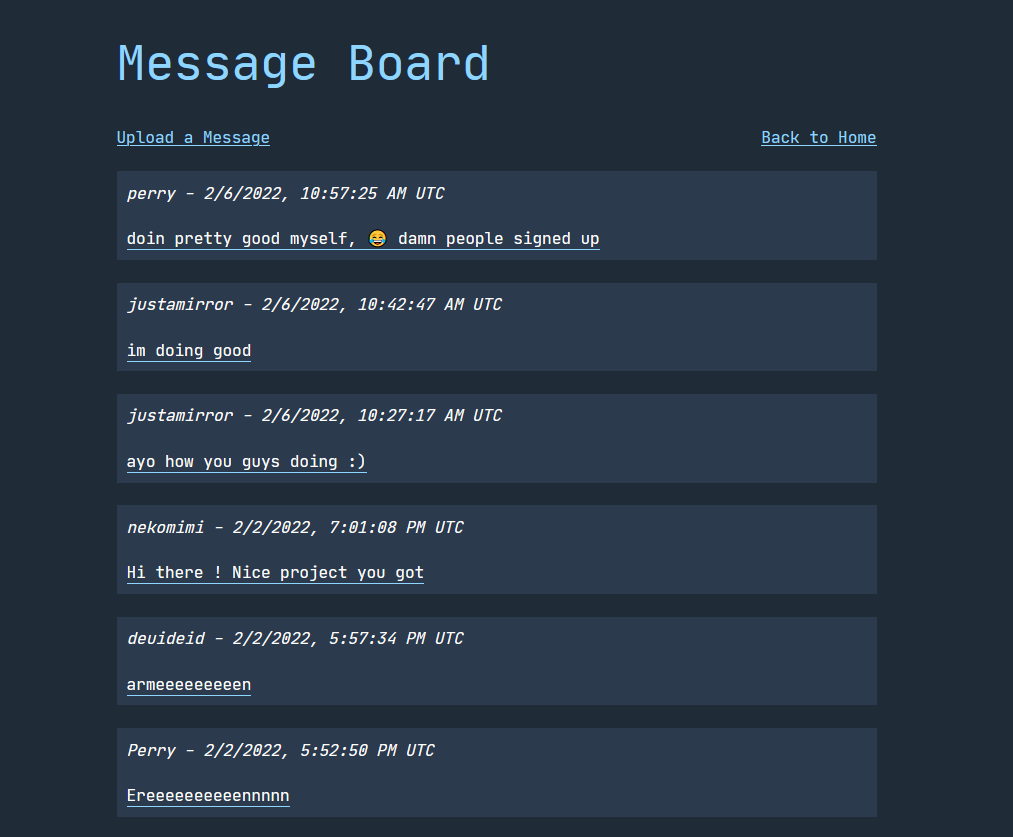 Message Board
Upload a Message
Back to Home
perry - 2/6/2022, 10:57:25 AM UTC
doin pretty good myself, 😂 damn people signed up
justamirror - 2/6/2022, 10:42:47 AM UTC
im doing good
justamirror - 2/6/2022, 10:27:17 AM UTC
ayo how you guys doing :)
nekomimi - 2/2/2022, 7:01:08 PM UTC
Hi there ! Nice project you got
deuideid - 2/2/2022, 5:57:34 PM UTC
armeeeeeeeeen
Perry - 2/2/2022, 5:52:50 PM UTC
Ereeeeeeeeeennnnn